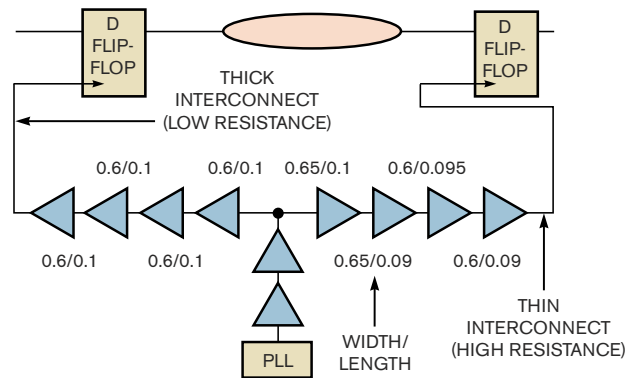 D
FLIP-
FLOP
D
FLIP-
FLOP
THICK
INTERCONNECT
(LOW RESISTANCE)
0.6/0.1
0.6/0.1
0.65/0.1
0.6/0.095
0.6/0.1
0.6/0.1
0.65/0.09
0.6/0.09
THIN
INTERCONNECT
(HIGH RESISTANCE)
WIDTH/
LENGTH
PLL